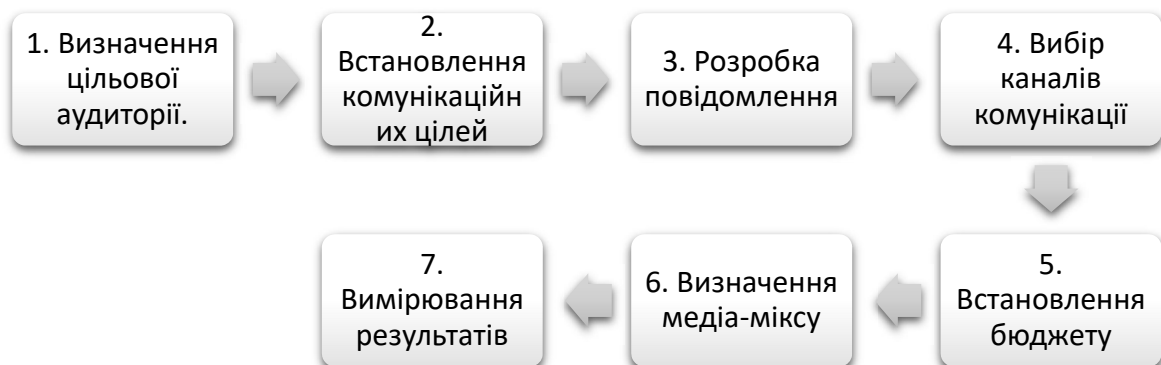 1. Визначення
цільової
аудиторії.
2.
Встановлення
комунікаційн
их цілей
3. Розробка
повідомлення
4. Вибір
каналів
комунікації
5.
Встановлення
бюджету
6. Визначення
медіа-міксу
7.
Вимірювання
результатів